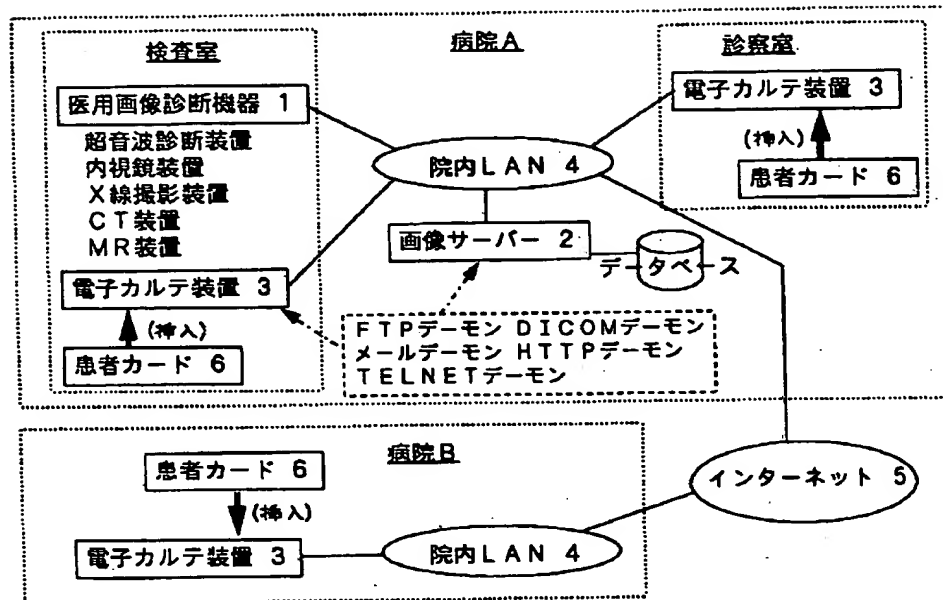 病院A
検査室
医用画像診断機器 1
超音波診断装置
内視鏡装置
X線撮影装置
CT装置
MR装置
電子カルテ装置 3
(挿入)
患者カード 6
診察室
電子カルテ装置 3
(挿入)
患者カード 6
院内LAN 4
画像サーバー 2
データベース
FTPデーモン DICOMデーモン
メールデーモン HTTPデーモン
TELNETデーモン
病院B
患者カード 6
(挿入)
電子カルテ装置 3
院内LAN 4
インターネット 5